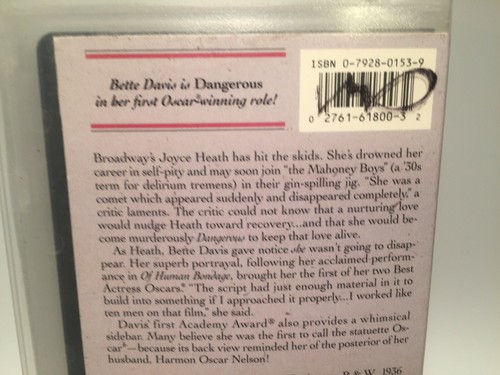 ISBN 0-7928-0153-9
Bette Davis is Dangerous
in her first Oscar®-winning role!
0 2761-61800-3 2
Broadway's Joyce Heath has hit the skids. She's drowned her
career in self-pity and may soon join "the Mahoney Boys" (a '30s
term for delirium tremens) in their gin-spilling jig. "She was a
comet which appeared suddenly and disappeared completely," a
critic laments. The critic could not know that a nurturing love
would nudge Heath toward recovery...and that she would be-
come murderously Dangerous to keep that love alive.
As Heath, Bette Davis gave notice she wasn't going to disap-
pear. Her superb portrayal, following her acclaimed perform-
ance in Of Human Bondage, brought her the first of her two Best
Actress Oscars.® "The script had just enough material in it to
build into something if I approached it properly...I worked like
ten men on that film," she said.
Davis' first Academy Award® also provides a whimsical
sidebar. Many believe she was the first to call the statuette Os-
car®—because its back view reminded her of the posterior of her
husband, Harmon Oscar Nelson!
B & W. 1936